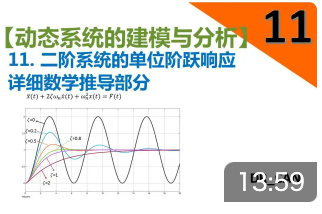 11
【动态系统的建模与分析】
11. 二阶系统的单位阶跃响应
详细数学推导部分
ẍ(t) + 2ζωₙẋ(t) + ωₙ²x(t) = F(t)
ζ=0
ζ=0.2
ζ=0.5
ζ=0.8
ζ=1
ζ=2
13:59